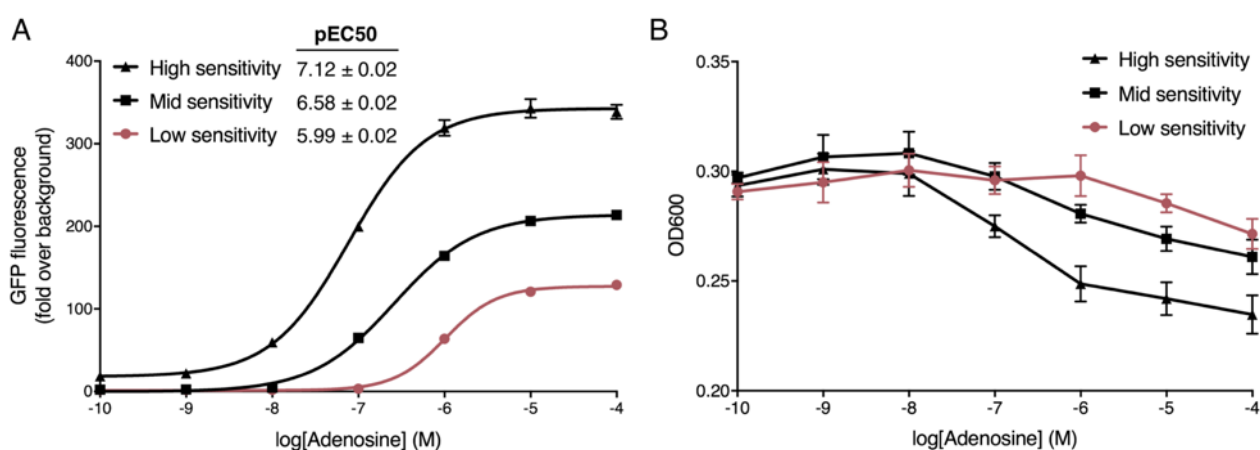 A
pEC50
High sensitivity 7.12 ± 0.02
Mid sensitivity 6.58 ± 0.02
Low sensitivity 5.99 ± 0.02
GFP fluorescence
(fold over background)
400
300
200
100
0
-10 -9 -8 -7 -6 -5 -4
log[Adenosine] (M)
B
High sensitivity
Mid sensitivity
Low sensitivity
OD600
0.35
0.30
0.25
0.20
-10 -9 -8 -7 -6 -5 -4
log[Adenosine] (M)